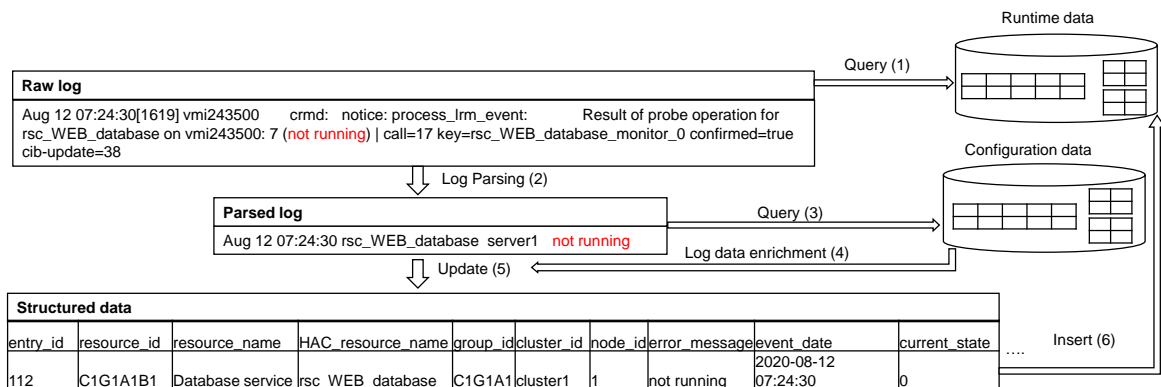 Runtime data
Query (1)
Raw log
Aug 12 07:24:30[1619] vmi243500 crmd: notice: process_lrm_event: Result of probe operation for
rsc_WEB_database on vmi243500: 7 (not running) | call=17 key=rsc_WEB_database_monitor_0 confirmed=true
cib-update=38
Configuration data
Log Parsing (2)
Parsed log
Query (3)
Aug 12 07:24:30 rsc_WEB_database server1 not running
Log data enrichment (4)
Update (5)
Structured data
entry_id resource_id resource_name HAC_resource_name group_id cluster_id node_id error_message event_date current_state
.... Insert (6)
112 C1G1A1B1 Database service rsc_WEB_database C1G1A1 cluster1 1 not running 2020-08-12
07:24:30 0